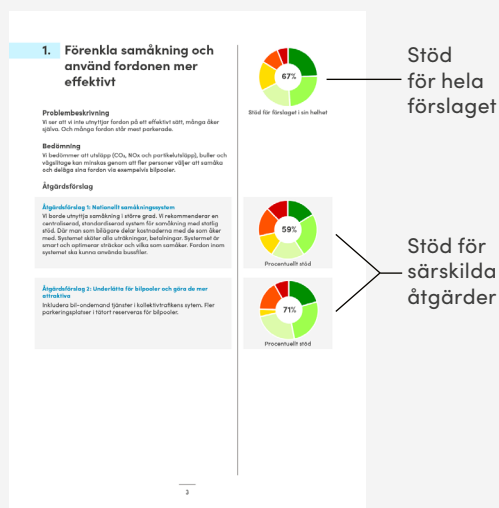 1. Förenkla samåkning och
använd fordonen mer
effektivt
67%
Stöd för förslaget i sin helhet
Stöd
för hela
förslaget
Problembeskrivning
Vi ser att vi inte utnyttjar fordon på ett effektivt sätt, många åker
själva. Och många fordon står mest parkerade.
Bedömning
Vi bedömmer att utsläpp (CO₂, NOx och partikelutsläpp), buller och
vägslitage kan minskas genom att fler personer väljer att samåka
och delägа sina fordon via exempelvis bilpooler.
Åtgärdsförslag
Åtgärdsförslag 1: Nationellt samåkningssystem
Vi borde utnyttja samåkning i större grad. Vi rekommenderar en
centraliserad, standardiserad system för samåkning med statlig
stöd. Där man som bilägare delar kostnaderna med de som åker
med. Systemet sköter alla uträkningar, betalningar. Systemet är
smart och optimerar sträckor och vilka som samåker. Fordon inom
systemet ska kunna använda bussfiler.
59%
Procentuellt stöd
Stöd för
särskilda
åtgärder
Åtgärdsförslag 2: Underlätta för bilpooler och göra de mer
attraktiva
Inkludera bil-ondemand tjänster i kollektivtrafikens sytem. Fler
parkeringsplatser i tätort reserveras för bilpooler.
71%
Procentuellt stöd
3